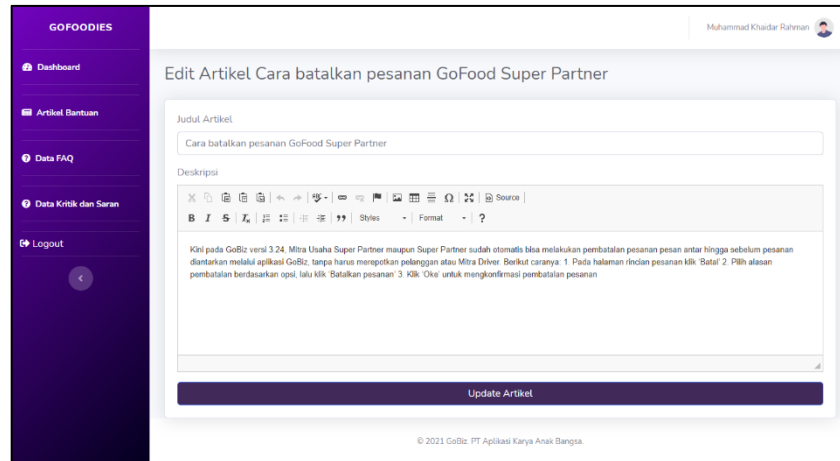 GOFOODIES
Muhammad Khaidar Rahman
Dashboard
Artikel Bantuan
Data FAQ
Data Kritik dan Saran
Logout
Edit Artikel Cara batalkan pesanan GoFood Super Partner
Judul Artikel
Cara batalkan pesanan GoFood Super Partner
Deskripsi
Source
B I S Ix Styles Format ?
Kini pada GoBiz versi 3.24, Mitra Usaha Super Partner maupun Super Partner sudah otomatis bisa melakukan pembatalan pesanan pesan antar hingga sebelum pesanan
diantarkan melalui aplikasi GoBiz, tanpa harus merepotkan pelanggan atau Mitra Driver. Berikut caranya: 1. Pada halaman rincian pesanan klik 'Batal' 2. Pilih alasan
pembatalan berdasarkan opsi, lalu klik 'Batalkan pesanan' 3. Klik 'Oke' untuk mengkonfirmasi pembatalan pesanan
Update Artikel
© 2021 GoBiz. PT Aplikasi Karya Anak Bangsa.